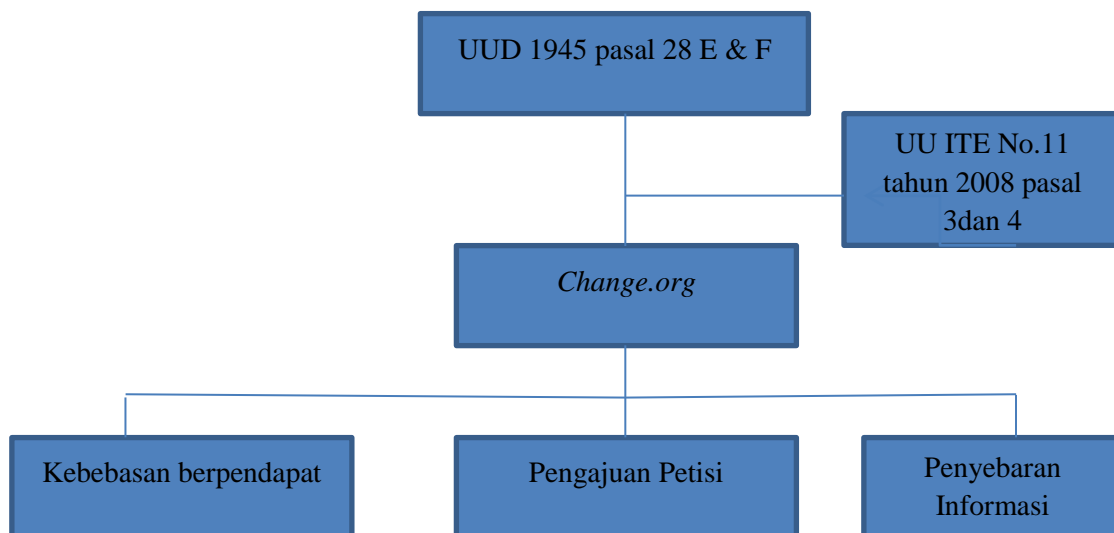 UUD 1945 pasal 28 E & F
UU ITE No.11
tahun 2008 pasal
3dan 4
Change.org
Kebebasan berpendapat
Pengajuan Petisi
Penyebaran
Informasi